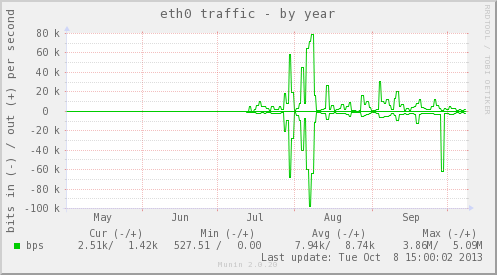 eth0 traffic - by year
RRDTOOL / TOBI OETIKER
bits in (-) / out (+) per second
80 k
60 k
40 k
20 k
0
-20 k
-40 k
-60 k
-80 k
-100 k
May Jun Jul Aug Sep
Cur (-/+) Min (-/+) Avg (-/+) Max (-/+)
bps 2.51k/ 1.42k 527.51 / 0.00 7.94k/ 8.74k 3.86M/ 5.09M
Last update: Tue Oct 8 15:00:02 2013
Munin 2.0.20